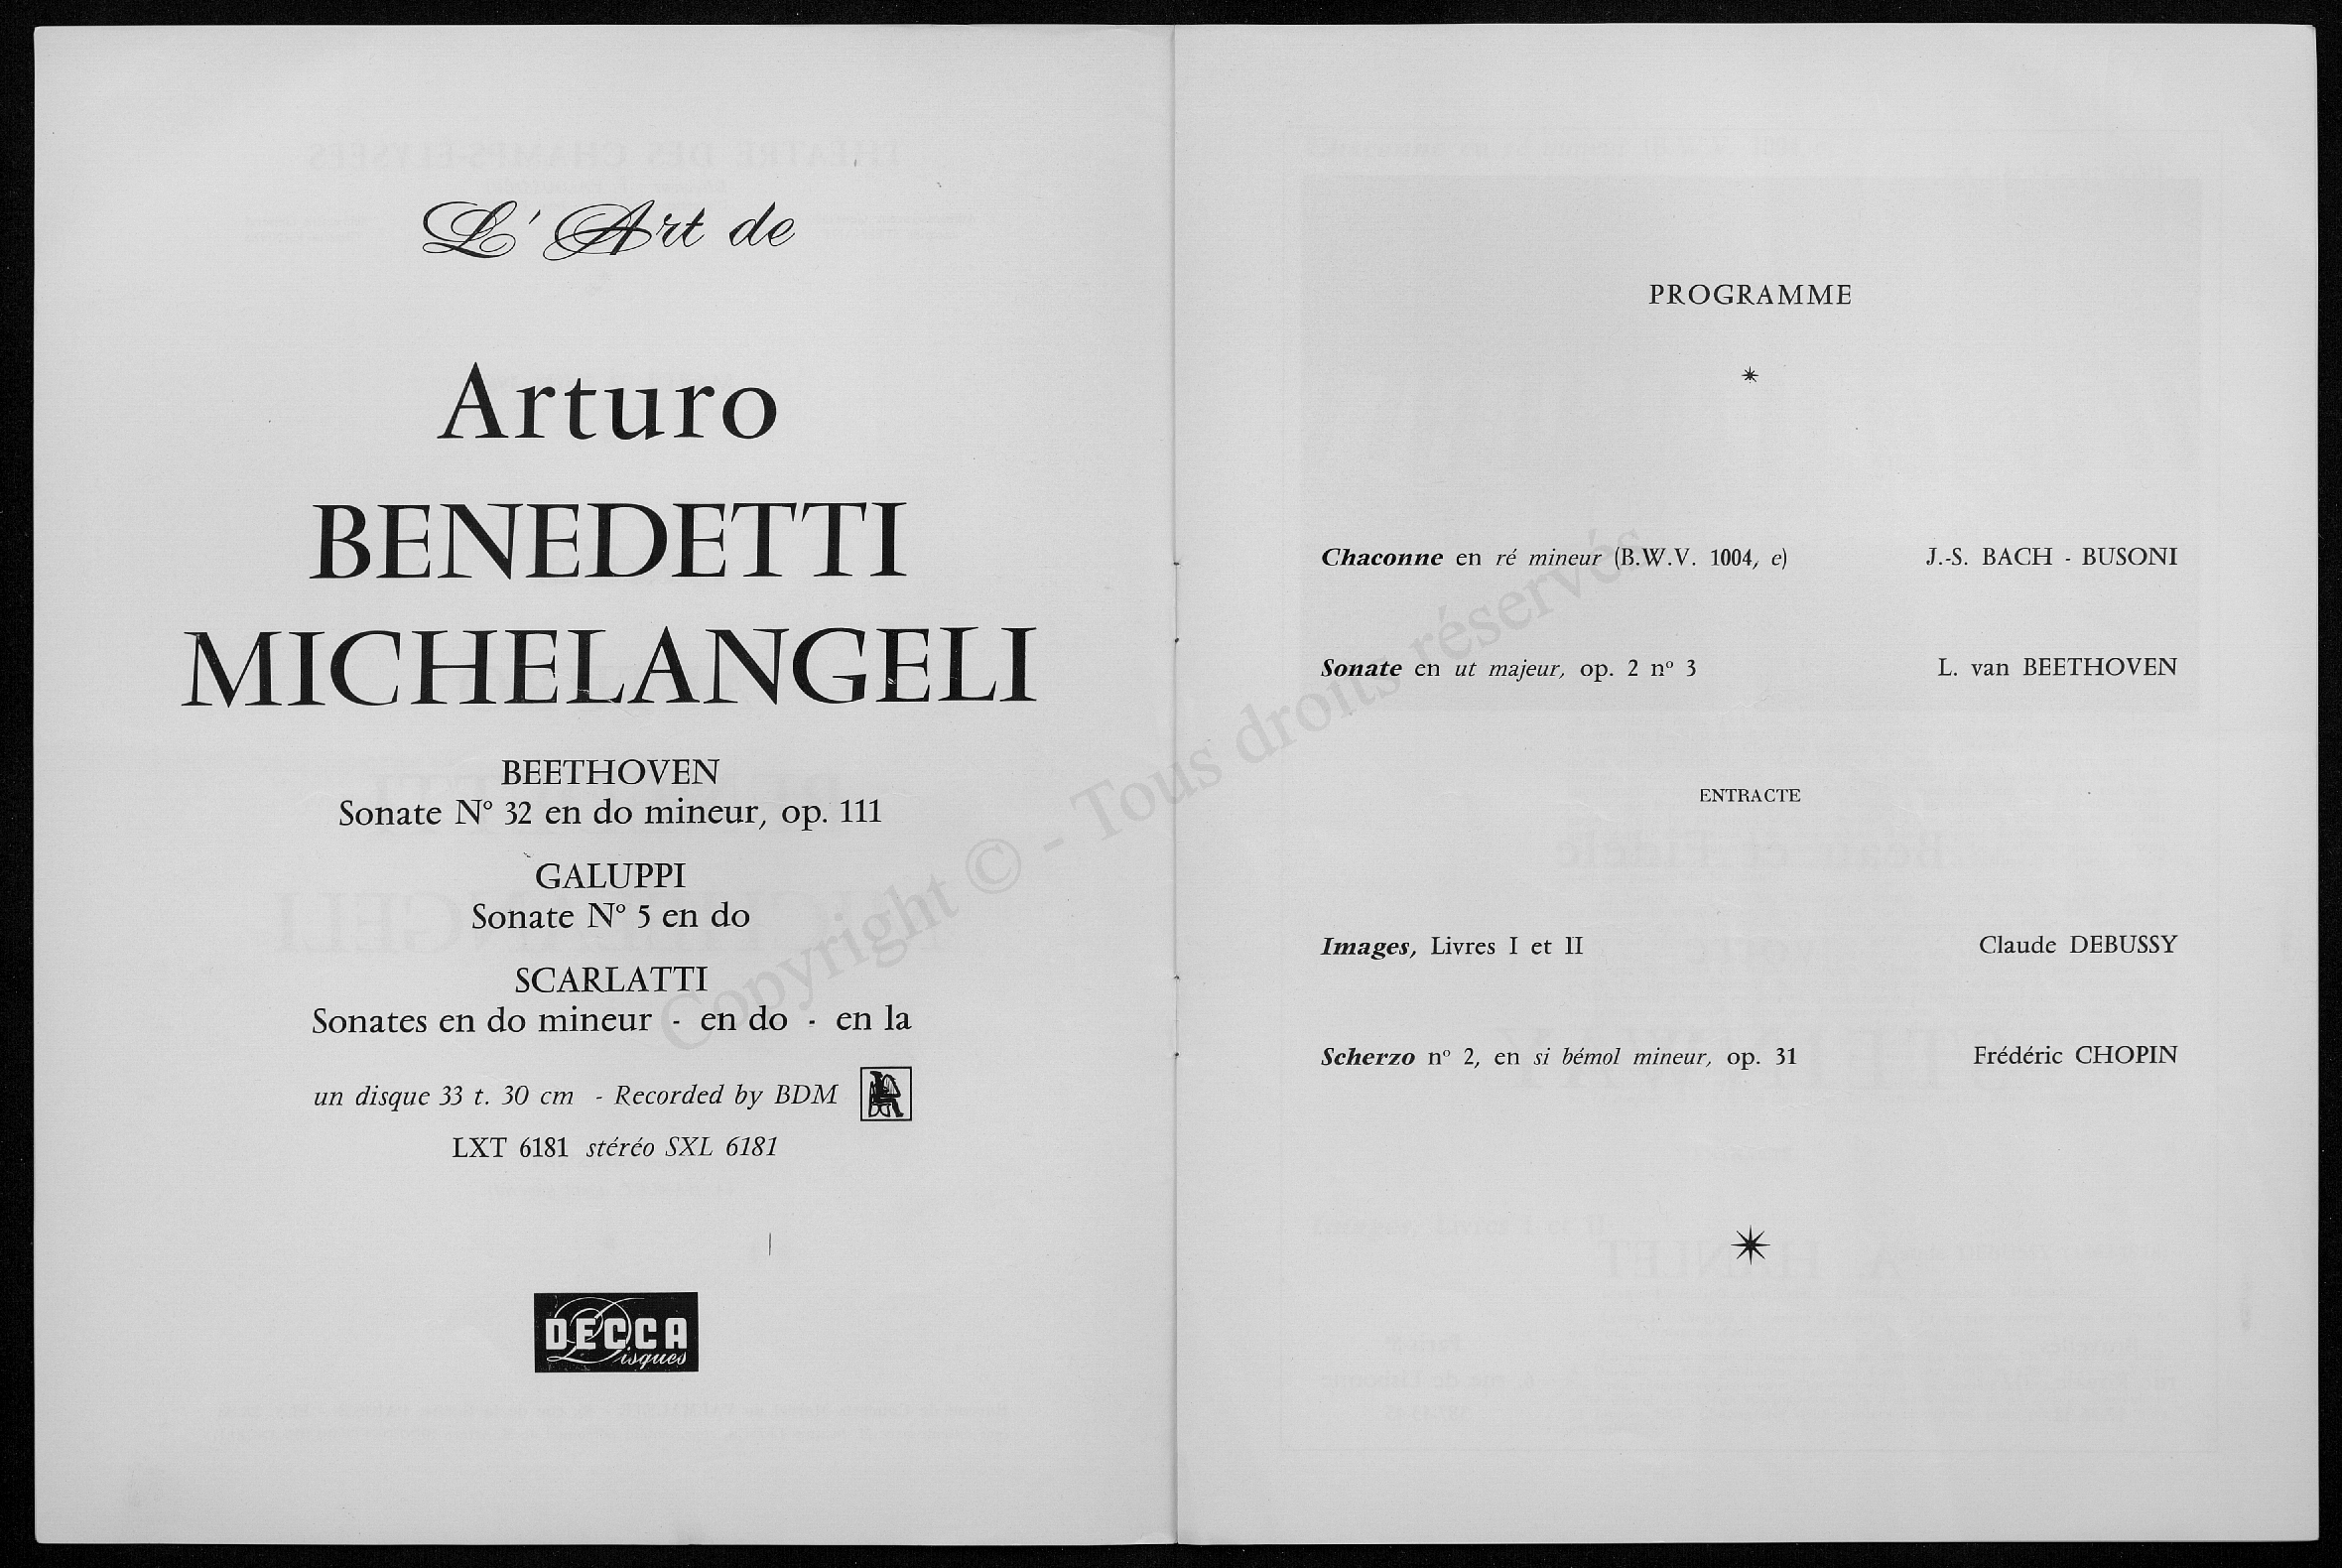 L'Art de
Arturo
BENEDETTI
MICHELANGELI
BEETHOVEN
Sonate Nº 32 en do mineur, op. 111
GALUPPI
Sonate Nº 5 en do
SCARLATTI
Sonates en do mineur - en do - en la
un disque 33 t. 30 cm - Recorded by BDM
LXT 6181 stéréo SXL 6181
DECCA
Disques
PROGRAMME
*
Chaconne en ré mineur (B.W.V. 1004, e) J.-S. BACH - BUSONI
Sonate en ut majeur, op. 2 nº 3 L. van BEETHOVEN
ENTRACTE
Images, Livres I et II Claude DEBUSSY
Scherzo nº 2, en si bémol mineur, op. 31 Frédéric CHOPIN
*
Copyright © - Tous droits réservés